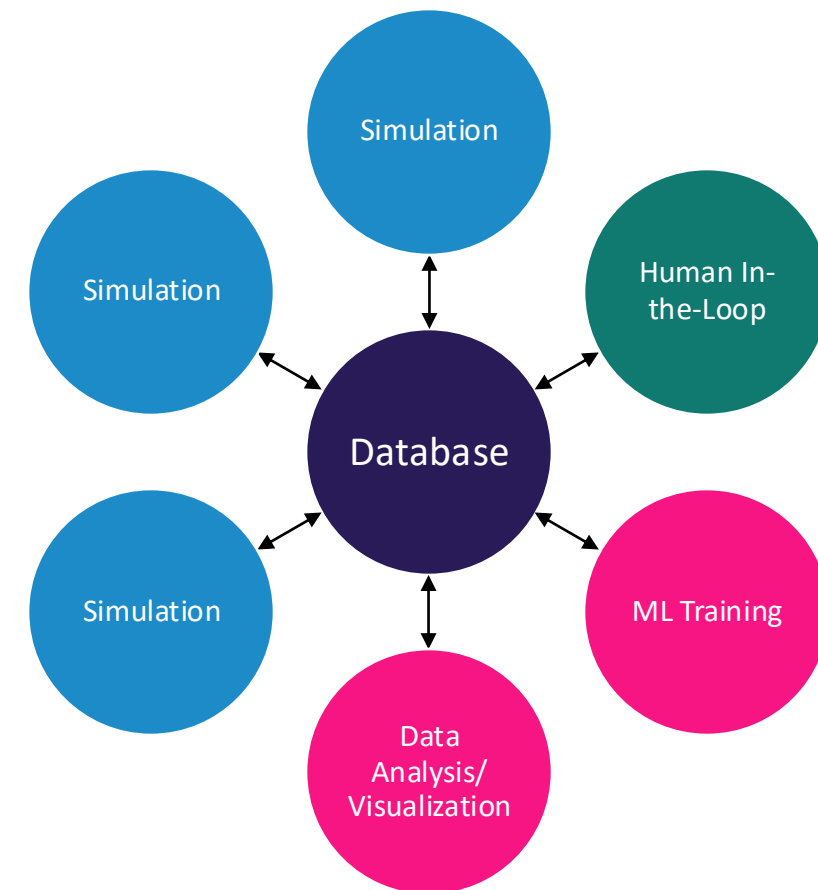 Simulation
Simulation
Human In-
the-Loop
Database
Simulation
ML Training
Data
Analysis/
Visualization